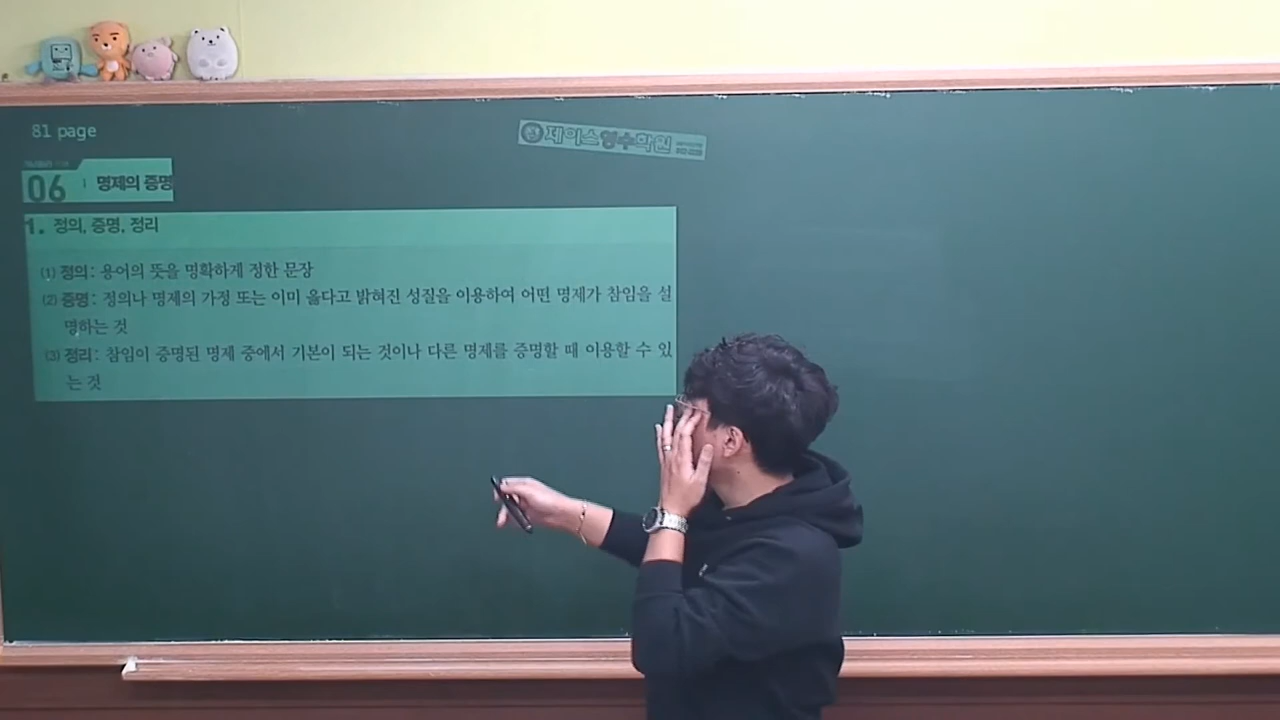 81 page
제이스영수학원
06 명제의 증명
1. 정의, 증명, 정리
(1) 정의: 용어의 뜻을 명확하게 정한 문장
(2) 증명: 정의나 명제의 가정 또는 이미 옳다고 밝혀진 성질을 이용하여 어떤 명제가 참임을 설
명하는 것
(3) 정리: 참임이 증명된 명제 중에서 기본이 되는 것이나 다른 명제를 증명할 때 이용할 수 있
는 것